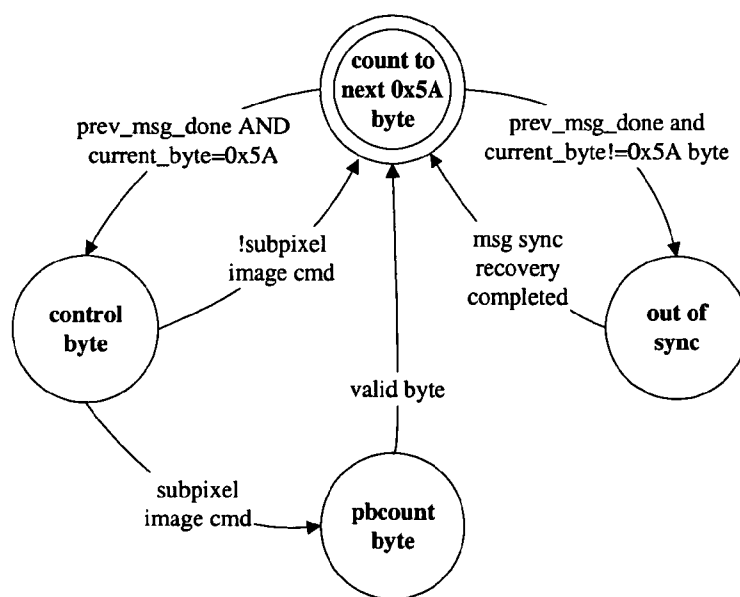 count to
next 0x5A
byte
prev_msg_done AND
current_byte=0x5A
prev_msg_done and
current_byte!=0x5A byte
!subpixel
image cmd
msg sync
recovery
completed
control
byte
out of
sync
valid byte
subpixel
image cmd
pbcount
byte